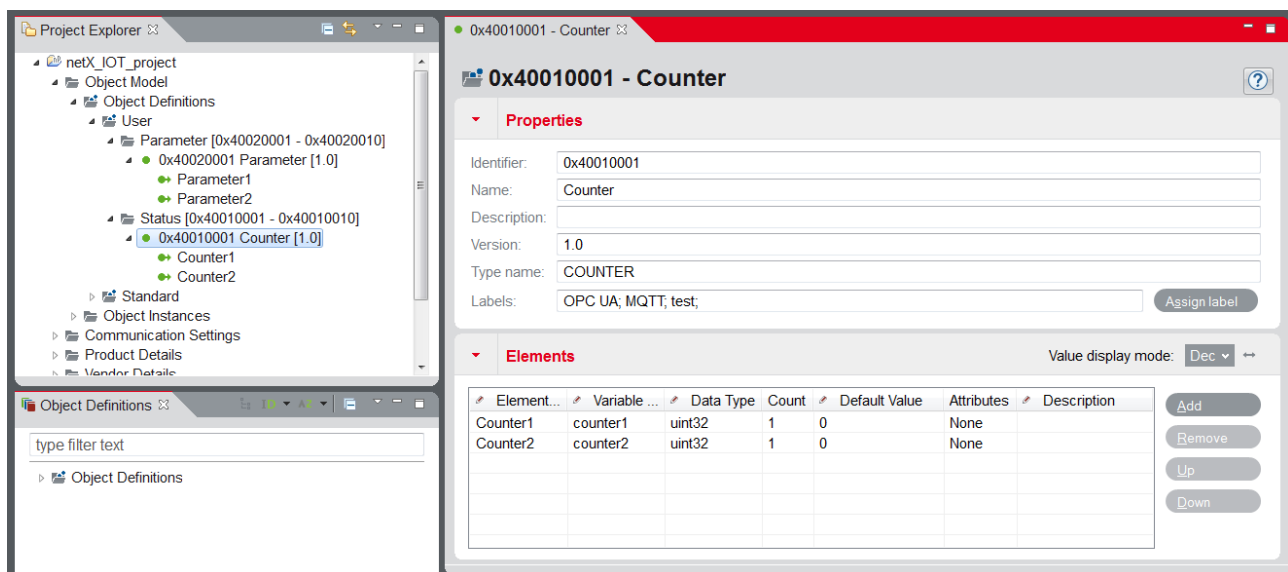 Project Explorer
netX_IOT_project
Object Model
Object Definitions
User
Parameter [0x40020001 - 0x40020010]
0x40020001 Parameter [1.0]
Parameter1
Parameter2
Status [0x40010001 - 0x40010010]
0x40010001 Counter [1.0]
Counter1
Counter2
Standard
Object Instances
Communication Settings
Product Details
Vendor Details
Object Definitions
type filter text
Object Definitions
0x40010001 - Counter
0x40010001 - Counter
Properties
Identifier: 0x40010001
Name: Counter
Description:
Version: 1.0
Type name: COUNTER
Labels: OPC UA; MQTT; test; Assign label
Elements Value display mode: Dec
Element... Variable ... Data Type Count Default Value Attributes Description
Counter1 counter1 uint32 1 0 None
Counter2 counter2 uint32 1 0 None
Add
Remove
Up
Down